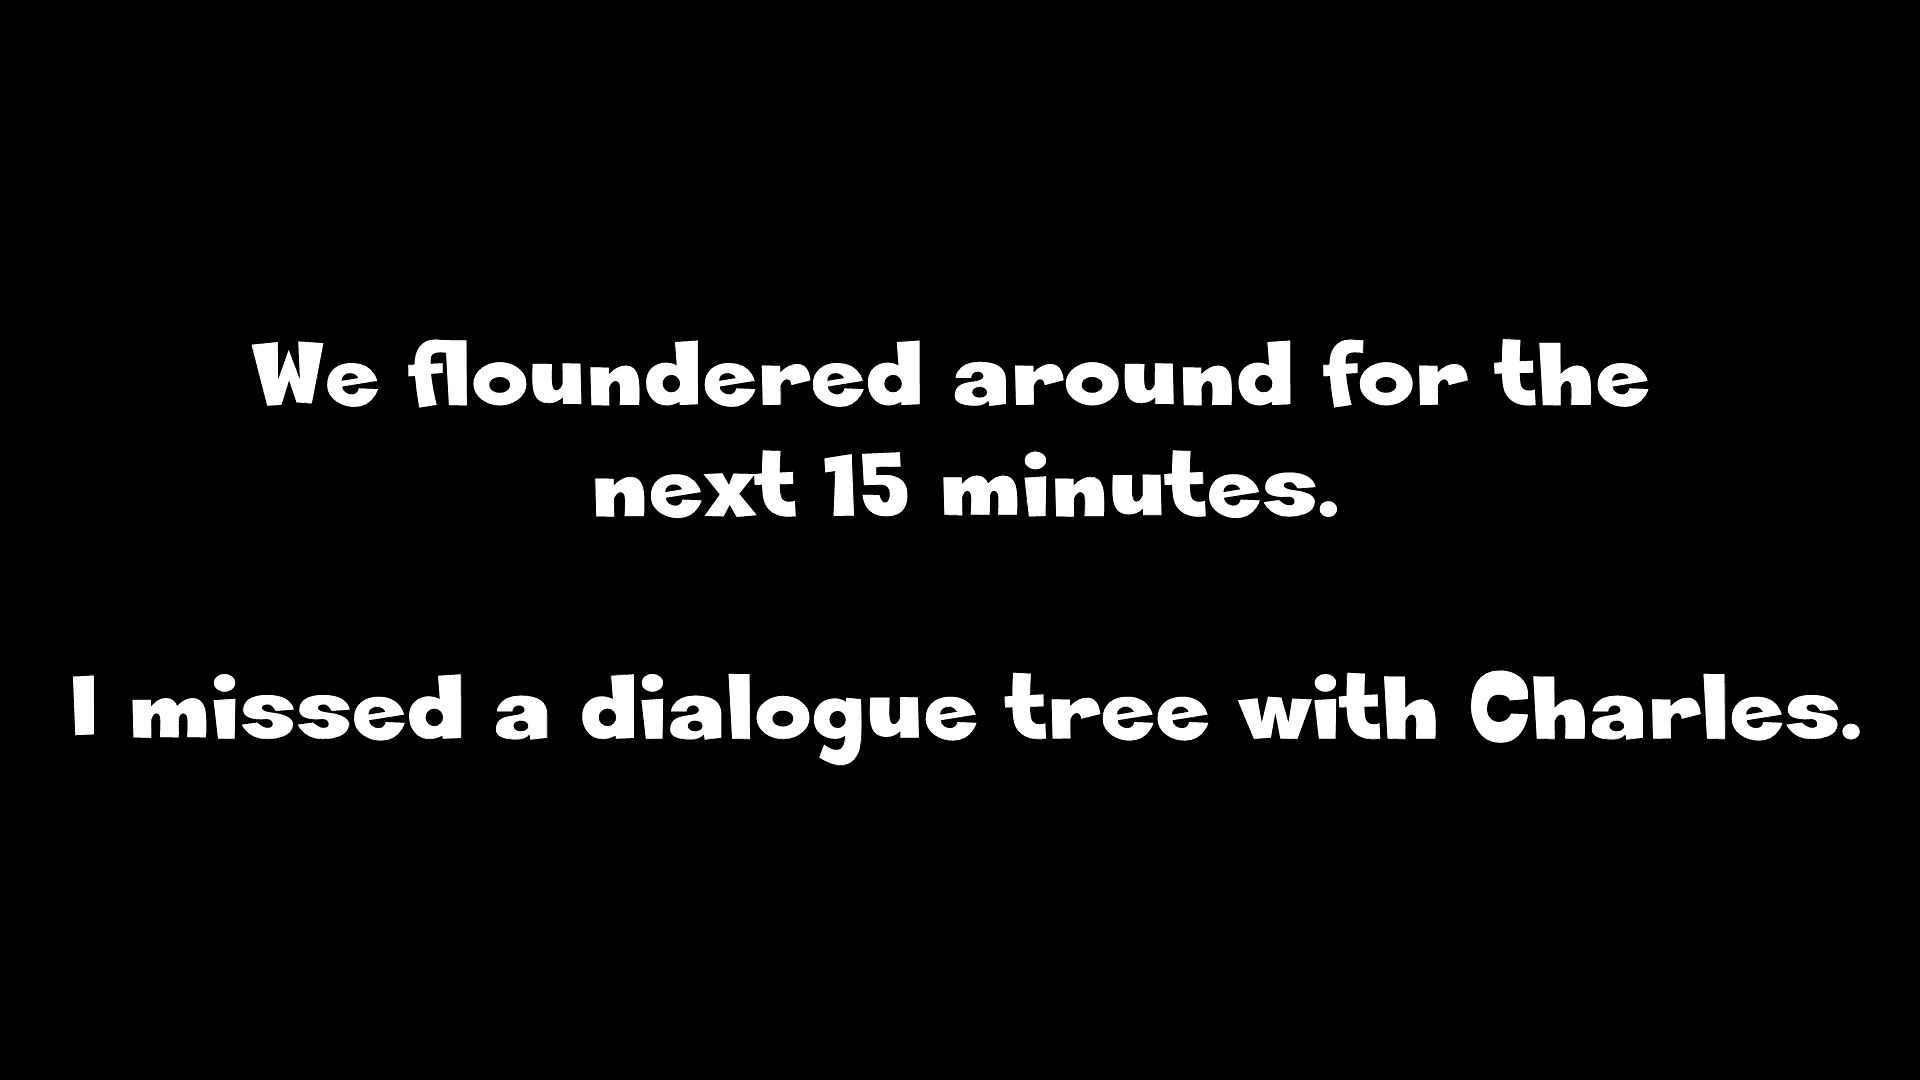 We floundered around for the
next 15 minutes.
I missed a dialogue tree with Charles.